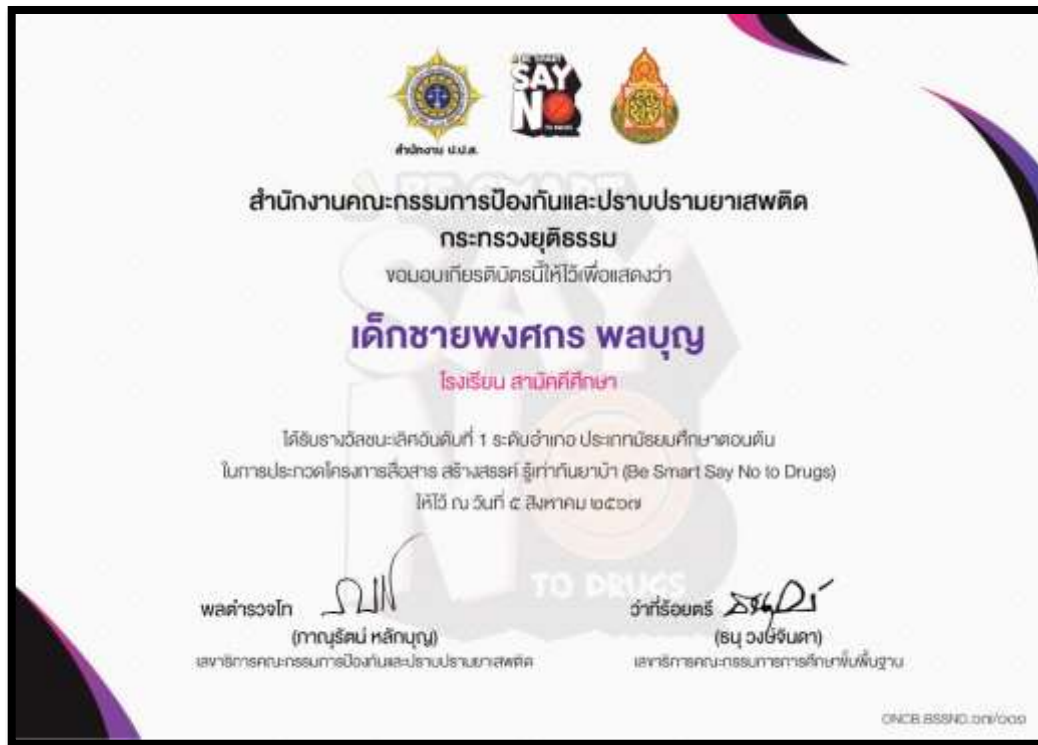 BE SMART
SAY
NO
TO DRUGS
สำนักงาน ป.ป.ส.
สำนักงานคณะกรรมการป้องกันและปราบปรามยาเสพติด
กระทรวงยุติธรรม
ขอมอบเกียรติบัตรนี้ให้ไว้เพื่อแสดงว่า
เด็กชายพงศกร พลบุญ
โรงเรียน สามัคคีศึกษา
ได้รับรางวัลชนะเลิศอันดับที่ 1 ระดับอำเภอ ประเภทมัธยมศึกษาตอนต้น
ในการประกวดโครงการสื่อสาร สร้างสรรค์ รู้เท่าทันยาบ้า (Be Smart Say No to Drugs)
ให้ไว้ ณ วันที่ ๕ สิงหาคม ๒๕๖๗
พลตำรวจโท
ว่าที่ร้อยตรี
(ภาณุรัตน์ หลักบุญ)
(ธนุ วงษ์จินดา)
เลขาธิการคณะกรรมการป้องกันและปราบปรามยาเสพติด
เลขาธิการคณะกรรมการการศึกษาขั้นพื้นฐาน